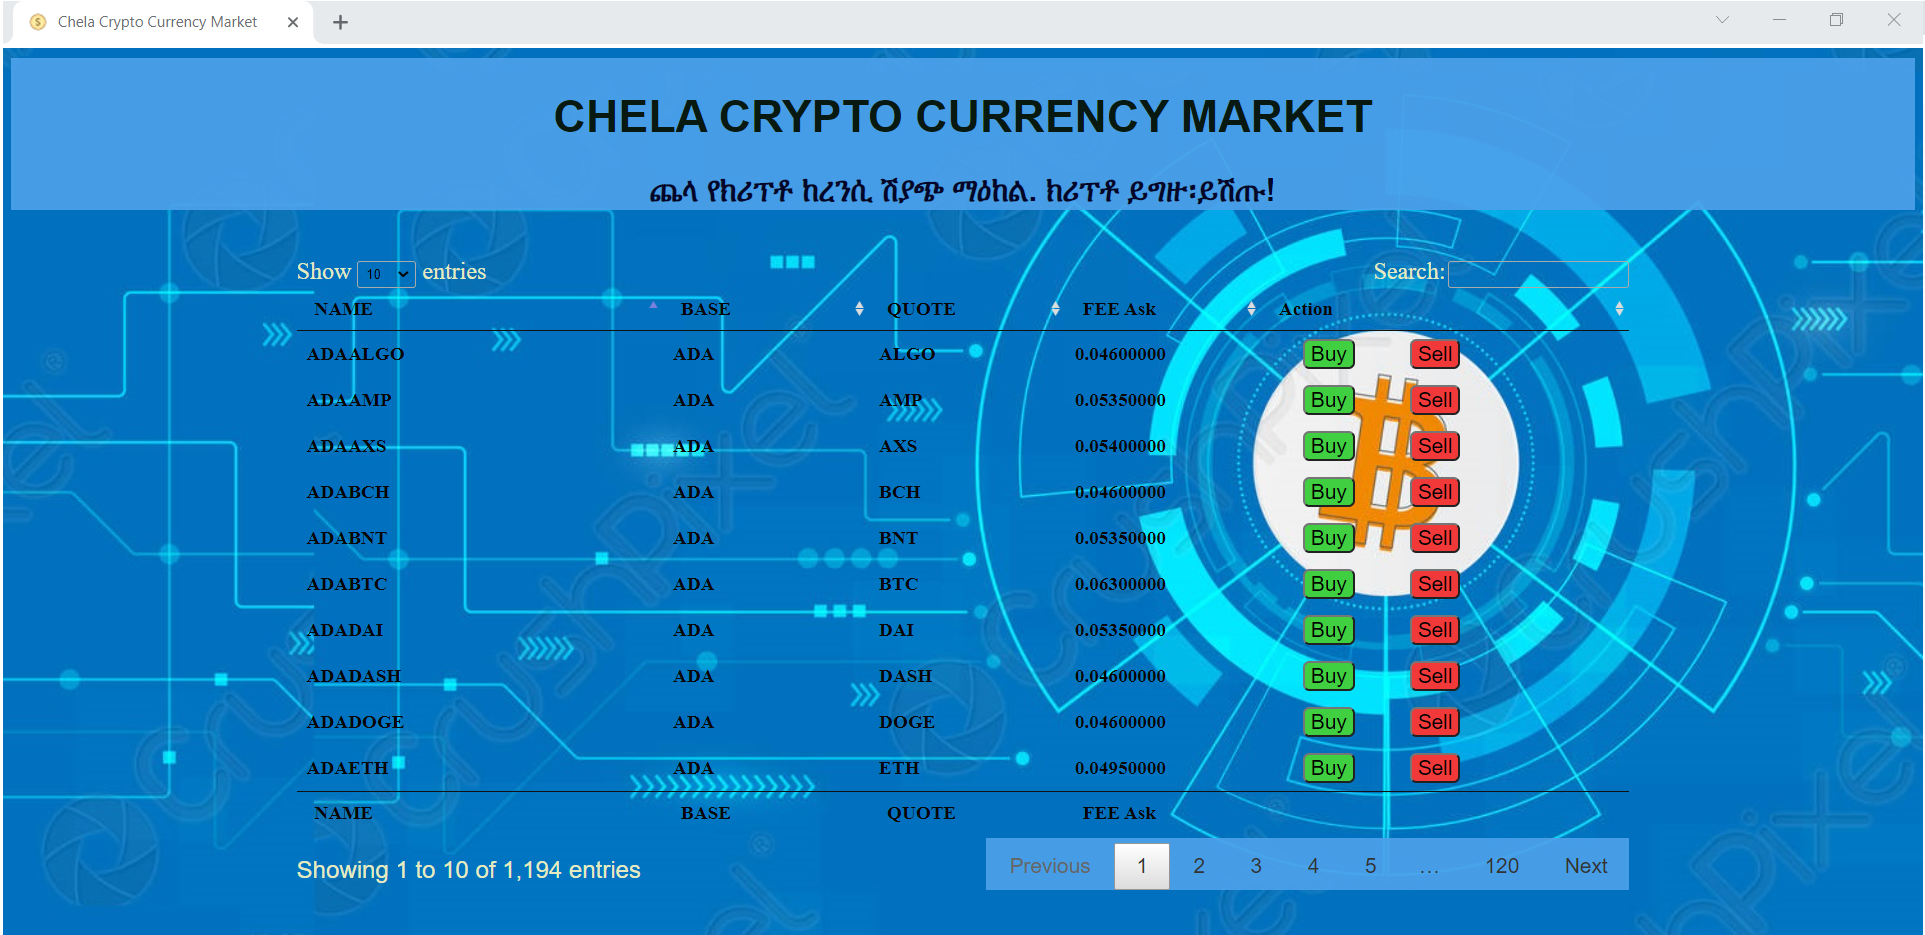 Chela Crypto Currency Market
CHELA CRYPTO CURRENCY MARKET
ጨላ የክሪፕቶ ከረንሲ ሽያጭ ማዕከል. ክሪፕቶ ይግዙ፡ይሽጡ!
Show 10 entries Search:
NAME BASE QUOTE FEE Ask Action
ADAALGO ADA ALGO 0.04600000 Buy Sell
ADAAMP ADA AMP 0.05350000 Buy Sell
ADAAXS ADA AXS 0.05400000 Buy Sell
ADABCH ADA BCH 0.04600000 Buy Sell
ADABNT ADA BNT 0.05350000 Buy Sell
ADABTC ADA BTC 0.06300000 Buy Sell
ADADAI ADA DAI 0.05350000 Buy Sell
ADADASH ADA DASH 0.04600000 Buy Sell
ADADOGE ADA DOGE 0.04600000 Buy Sell
ADAETH ADA ETH 0.04950000 Buy Sell
NAME BASE QUOTE FEE Ask
Showing 1 to 10 of 1,194 entries Previous 1 2 3 4 5 … 120 Next